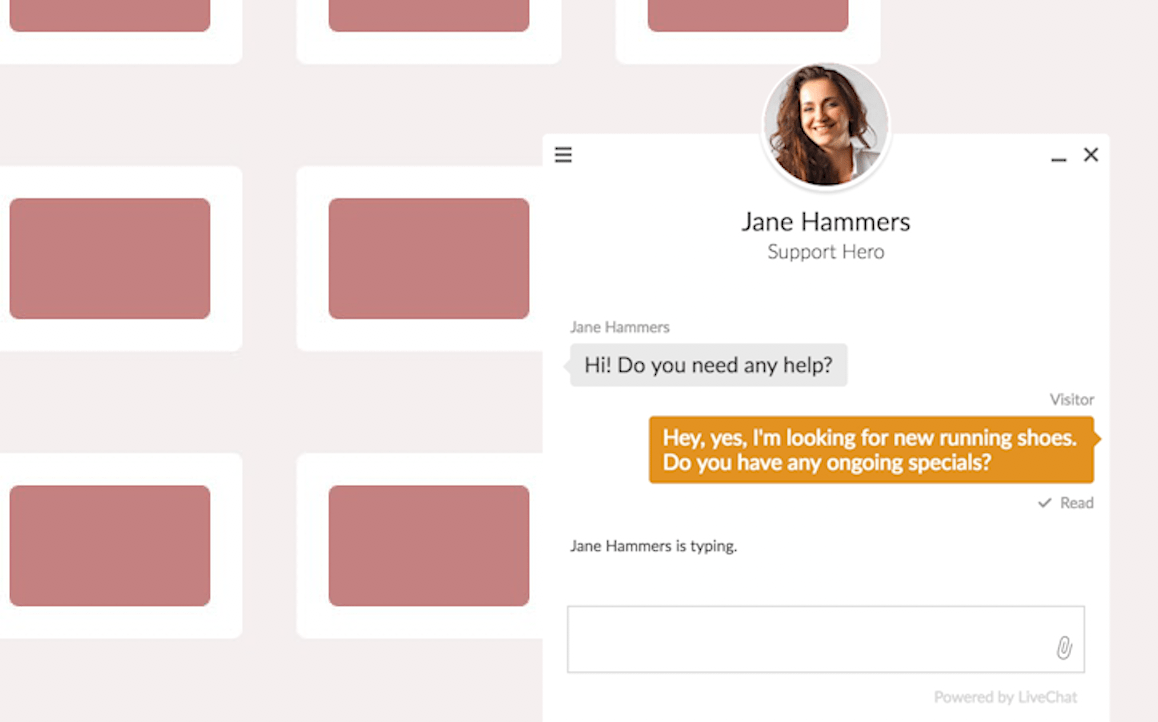 Jane Hammers
Support Hero
Jane Hammers
Hi! Do you need any help?
Visitor
Hey, yes, I'm looking for new running shoes.
Do you have any ongoing specials?
Read
Jane Hammers is typing.
Powered by LiveChat